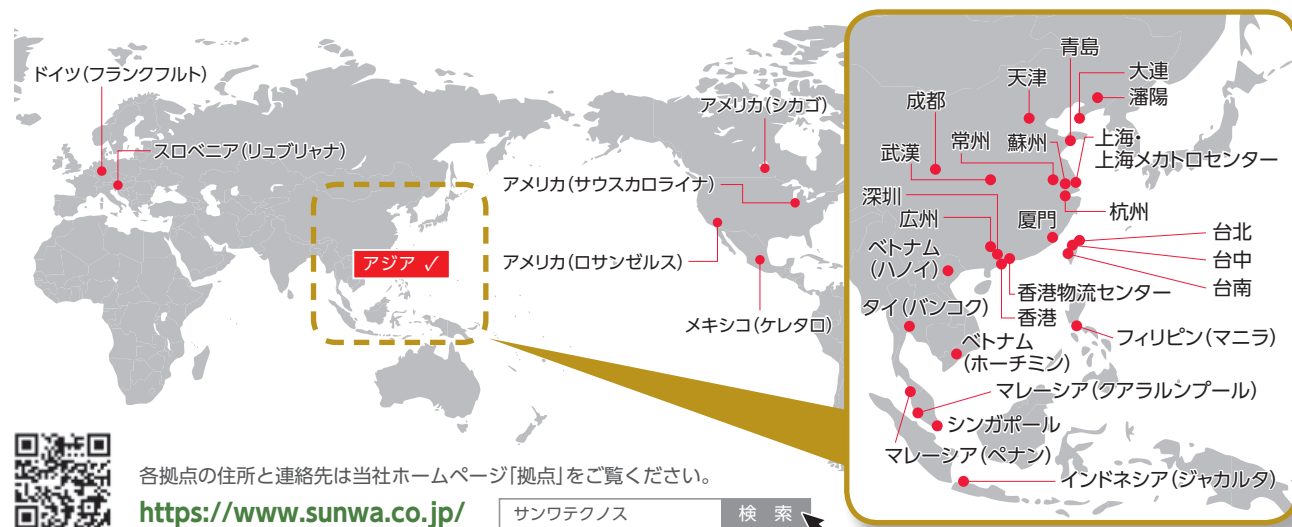 ドイツ(フランクフルト)
スロベニア(リュブリャナ)
アジア ✓
アメリカ(シカゴ)
アメリカ(サウスカロライナ)
アメリカ(ロサンゼルス)
メキシコ(ケレタロ)
青島
天津
大連
瀋陽
成都
常州
蘇州
上海・
上海メカトロセンター
武漢
深圳
広州
厦門
杭州
台北
台中
台南
ベトナム
(ハノイ)
香港物流センター
香港
タイ(バンコク)
ベトナム
(ホーチミン)
フィリピン(マニラ)
マレーシア(クアラルンプール)
シンガポール
マレーシア(ペナン)
インドネシア(ジャカルタ)
各拠点の住所と連絡先は当社ホームページ「拠点」をご覧ください。
https://www.sunwa.co.jp/
サンワテクノス 検 索